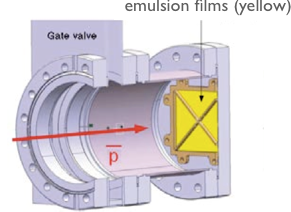 emulsion films (yellow)
Gate valve
p̅